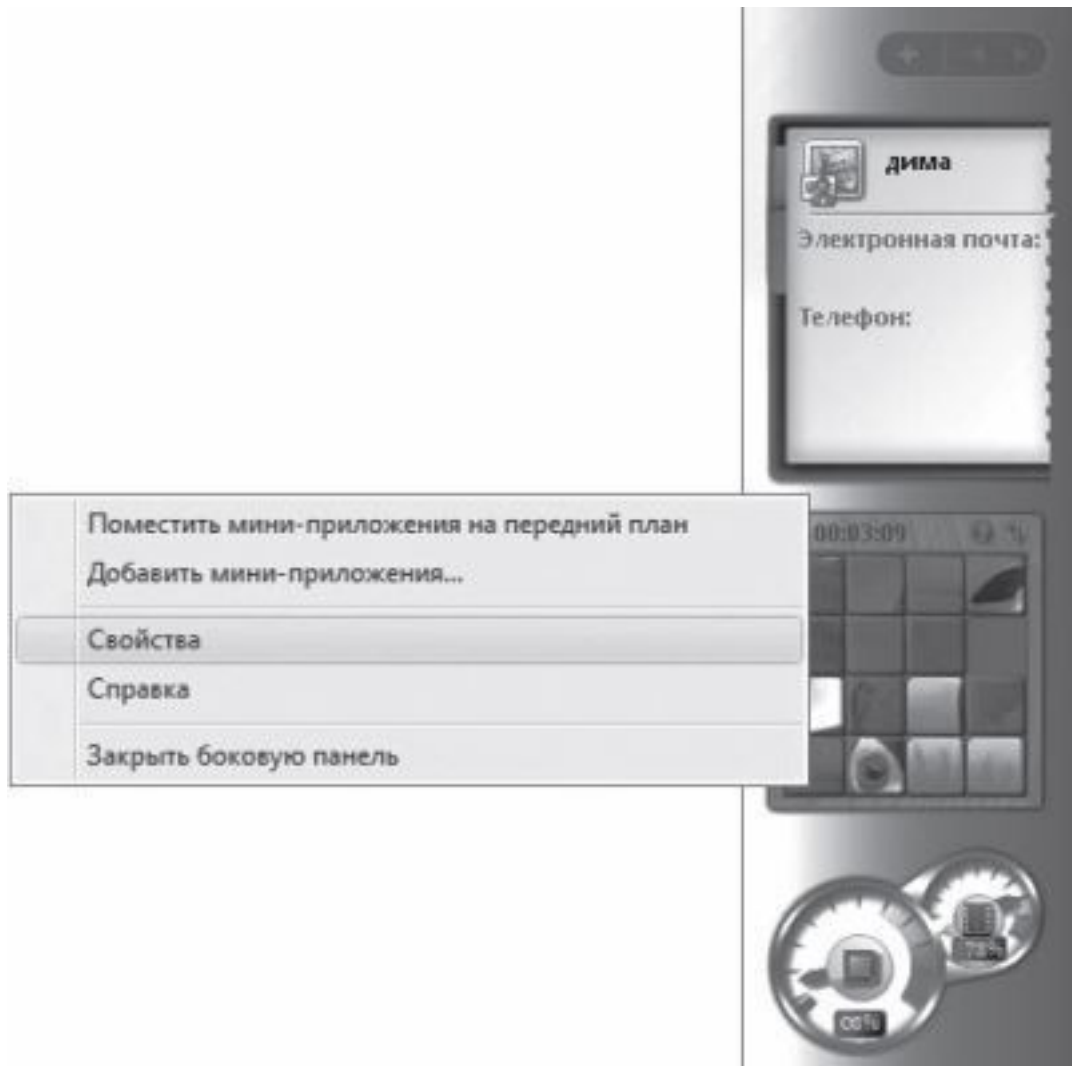 дима
Электронная почта:
Телефон:
Поместить мини-приложения на передний план
Добавить мини-приложения...
Свойства
Справка
Закрыть боковую панель
00:03:09